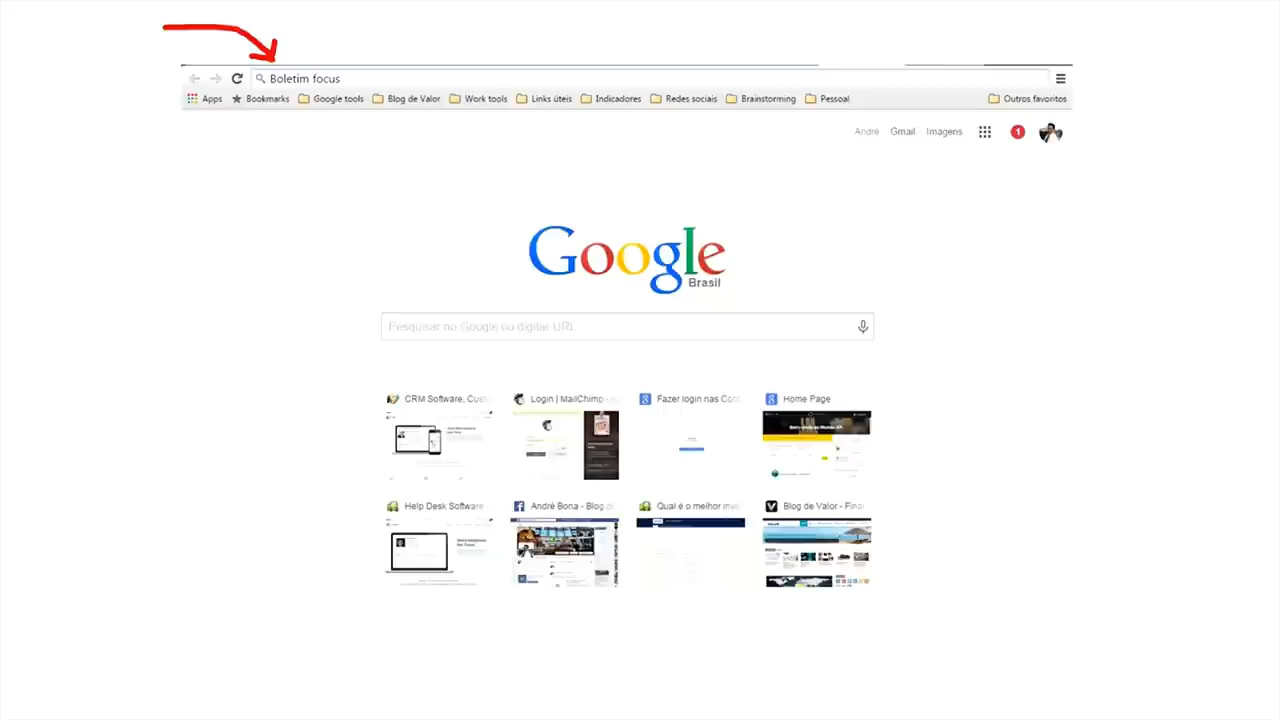 Boletim focus
Apps Bookmarks Google tools Blog de Valor Work tools Links úteis Indicadores Redes sociais Brainstorming Pessoal Outros favoritos
André Gmail Imagens 1
Google
Brasil
Pesquisar no Google ou digitar URL
CRM Software, Cust Login | MailChimp - Fazer login nas Con Home Page
Help Desk Software André Bona - Blog de Qual é o melhor inve Blog de Valor - Fina